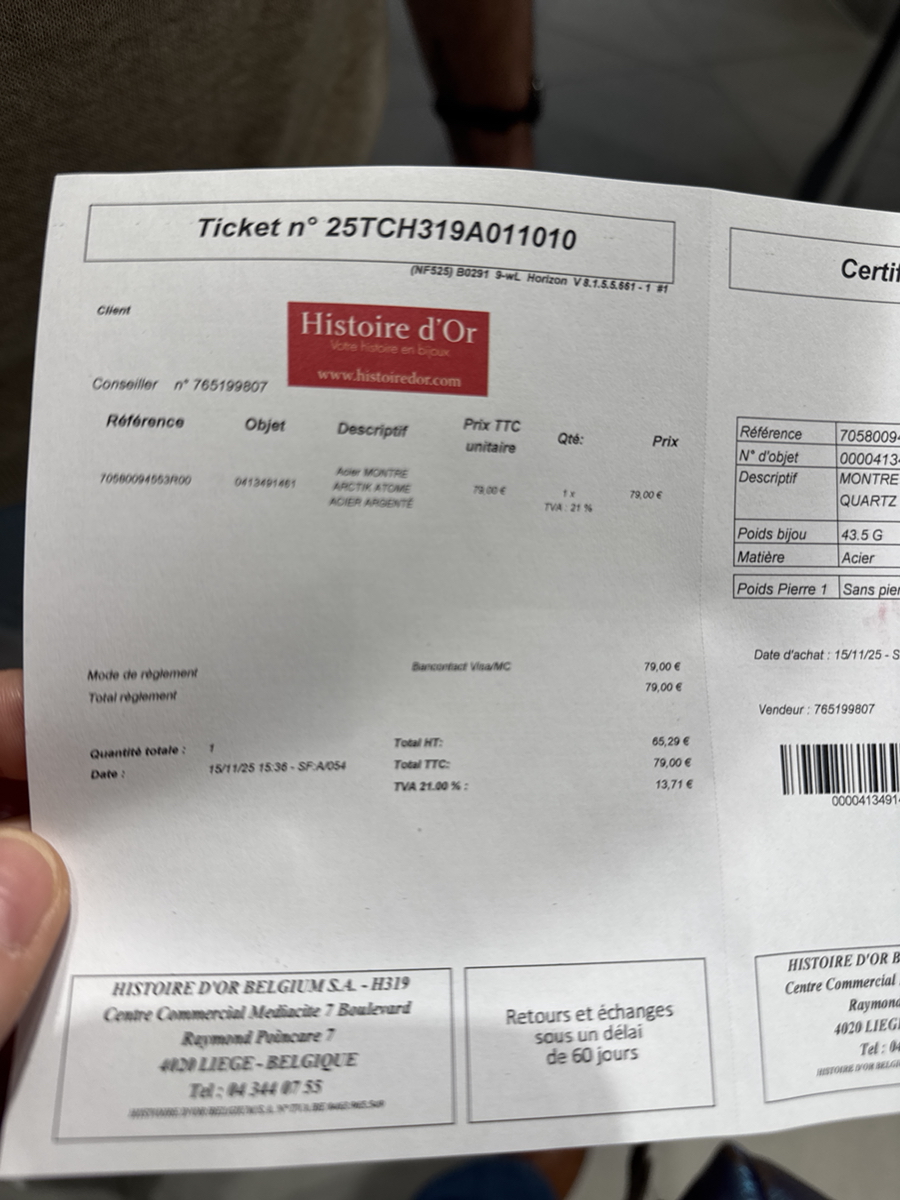 Ticket n° 25TCH319A011010
(NF525) B0291 9-wL Horizon V 8.1.5.5.661 - 1 #1
Client
Histoire d'Or
Votre histoire en bijoux
www.histoiredor.com
Conseiller n° 765199807
Référence Objet Descriptif Prix TTC unitaire Qté: Prix
70580094553R00 0413491461 Acier MONTRE 79,00 € 1 x 79,00 €
ARCTIK ATOME TVA : 21 %
ACIER ARGENTÉ
Mode de règlement Bancontact Visa/MC 79,00 €
Total règlement 79,00 €
Quantité totale : 1 Total HT: 65,29 €
Date : 15/11/25 15:36 - SF:A/054 Total TTC: 79,00 €
TVA 21.00 % : 13,71 €
HISTOIRE D'OR BELGIUM S.A. - H319
Centre Commercial Mediacite 7 Boulevard
Raymond Poincare 7
4020 LIEGE - BELGIQUE
Tel : 04 344 07 55
Retours et échanges
sous un délai
de 60 jours
Certif
Référence 7058009
N° d'objet 0000413
Descriptif MONTRE
QUARTZ
Poids bijou 43.5 G
Matière Acier
Poids Pierre 1 Sans pier
Date d'achat : 15/11/25 - S
Vendeur : 765199807
0000413491
HISTOIRE D'OR B
Centre Commercial
Raymon
4020 LIEG
Tel : 04
HISTOIRE D'OR BELG